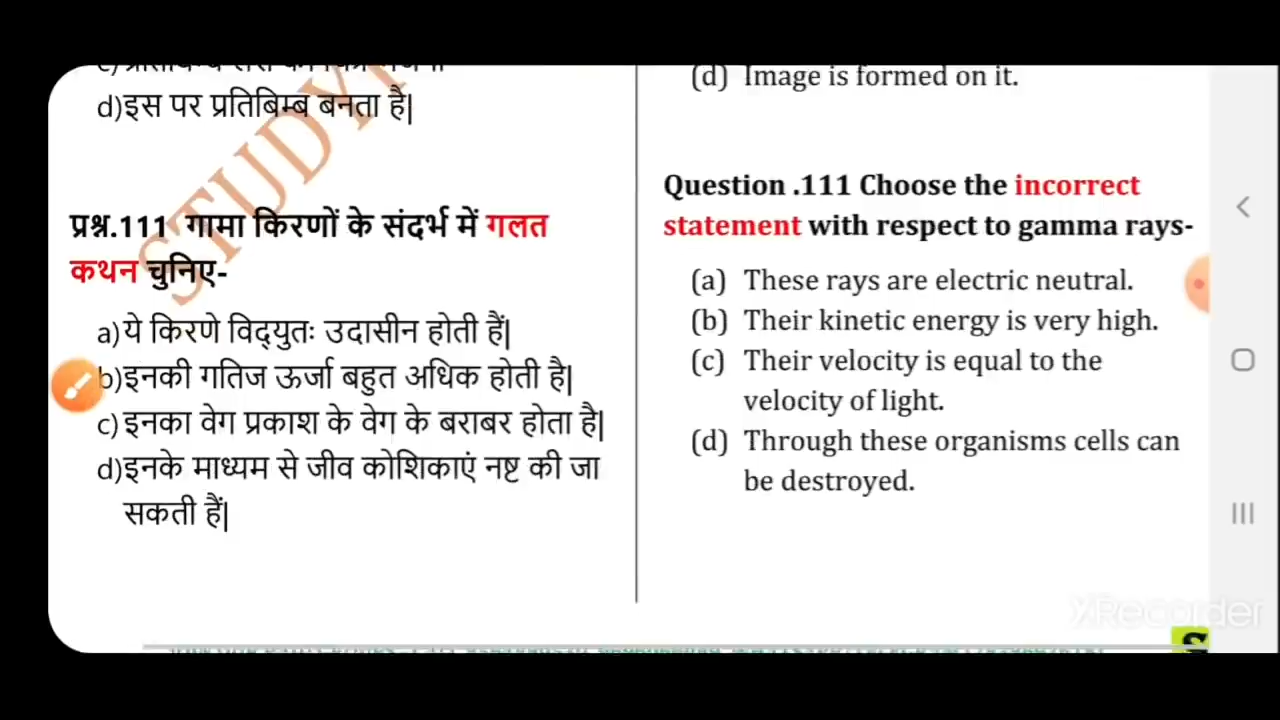 d)इस पर प्रतिबिम्ब बनता है|
STUDY
प्रश्न.111 गामा किरणों के संदर्भ में गलत
कथन चुनिए-
a)ये किरणे विद्युतः उदासीन होती हैं|
b)इनकी गतिज ऊर्जा बहुत अधिक होती है|
c)इनका वेग प्रकाश के वेग के बराबर होता है|
d)इनके माध्यम से जीव कोशिकाएं नष्ट की जा
सकती हैं|
(d) Image is formed on it.
Question .111 Choose the incorrect
statement with respect to gamma rays-
(a) These rays are electric neutral.
(b) Their kinetic energy is very high.
(c) Their velocity is equal to the
velocity of light.
(d) Through these organisms cells can
be destroyed.
XRecorder
S